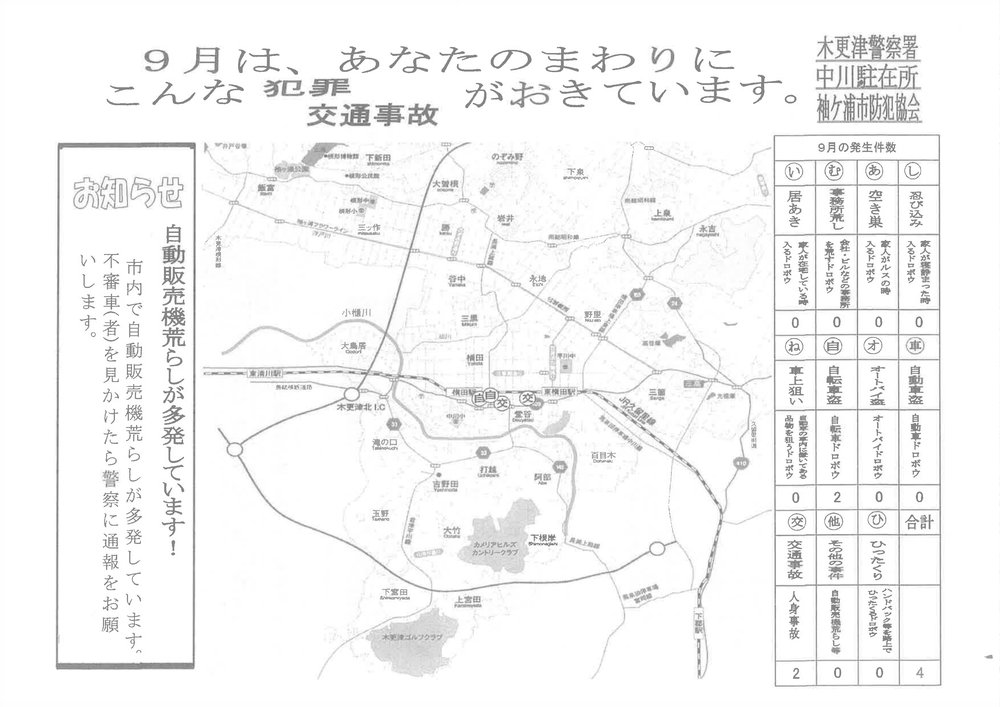 9月は、あなたのまわりに
こんな 犯罪 がおきています。
交通事故
木更津警察署
中川駐在所
袖ケ浦市防犯協会
お知らせ
自動販売機荒らしが多発しています！
市内で自動販売機荒らしが多発しています。
不審車(者)を見かけたら警察に通報をお願
いします。
9月の発生件数
い む あ し
居あき
事務所荒し
空き巣
忍び込み
家人が在宅している時入るドロボウ
会社・ビルなどの事務所を荒すドロボウ
家人がルスの時入るドロボウ
家人が寝静まった時入るドロボウ
0 0 0 0
ね 自 オ 車
車上狙い
自転車盗
オートバイ盗
自動車盗
自動車の車内に置いてある品物を狙うドロボウ
自転車ドロボウ
オートバイドロボウ
自動車ドロボウ
0 2 0 0
交 他 ひ 合計
交通事故
その他の事件
ひったくり
人身事故
自動販売機荒らし等
ハンドバック等を路上でひったくるドロボウ
2 0 0 4
下新田
のぞみ野
下泉
飯富
大曽根
上泉
三ッ作
勝
岩井
永吉
谷中
永地
三黒
野里
小櫃川
大鳥居
横田
東清川駅
横田駅
東横田駅
自 自 交 交
三箇
木更津北I.C
JR久留里線
堂谷
滝の口
打越
百目木
吉野田
阿部
玉野
大竹
カメリアヒルズ
カントリークラブ
下根岸
下宮田
上宮田
木更津ゴルフクラブ
下郡駅
33
33
143
410